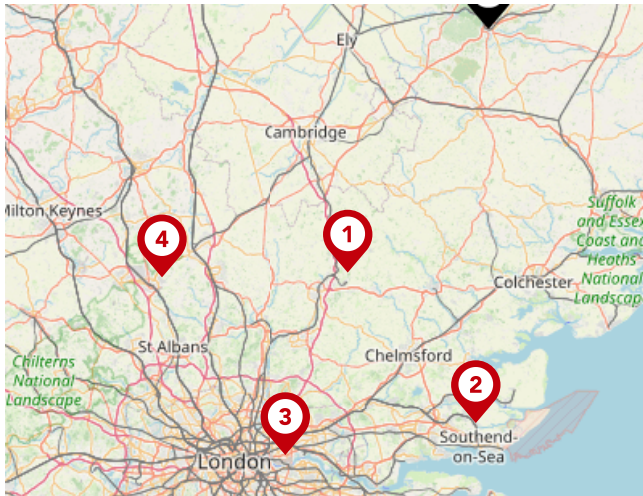 Ely
Cambridge
Milton Keynes
Suffolk
and Essex
Coast and
Heaths
National
Landscape
4
1
Colchester
St Albans
Chelmsford
Chilterns
National
Landscape
2
3
Southend-
on-Sea
London